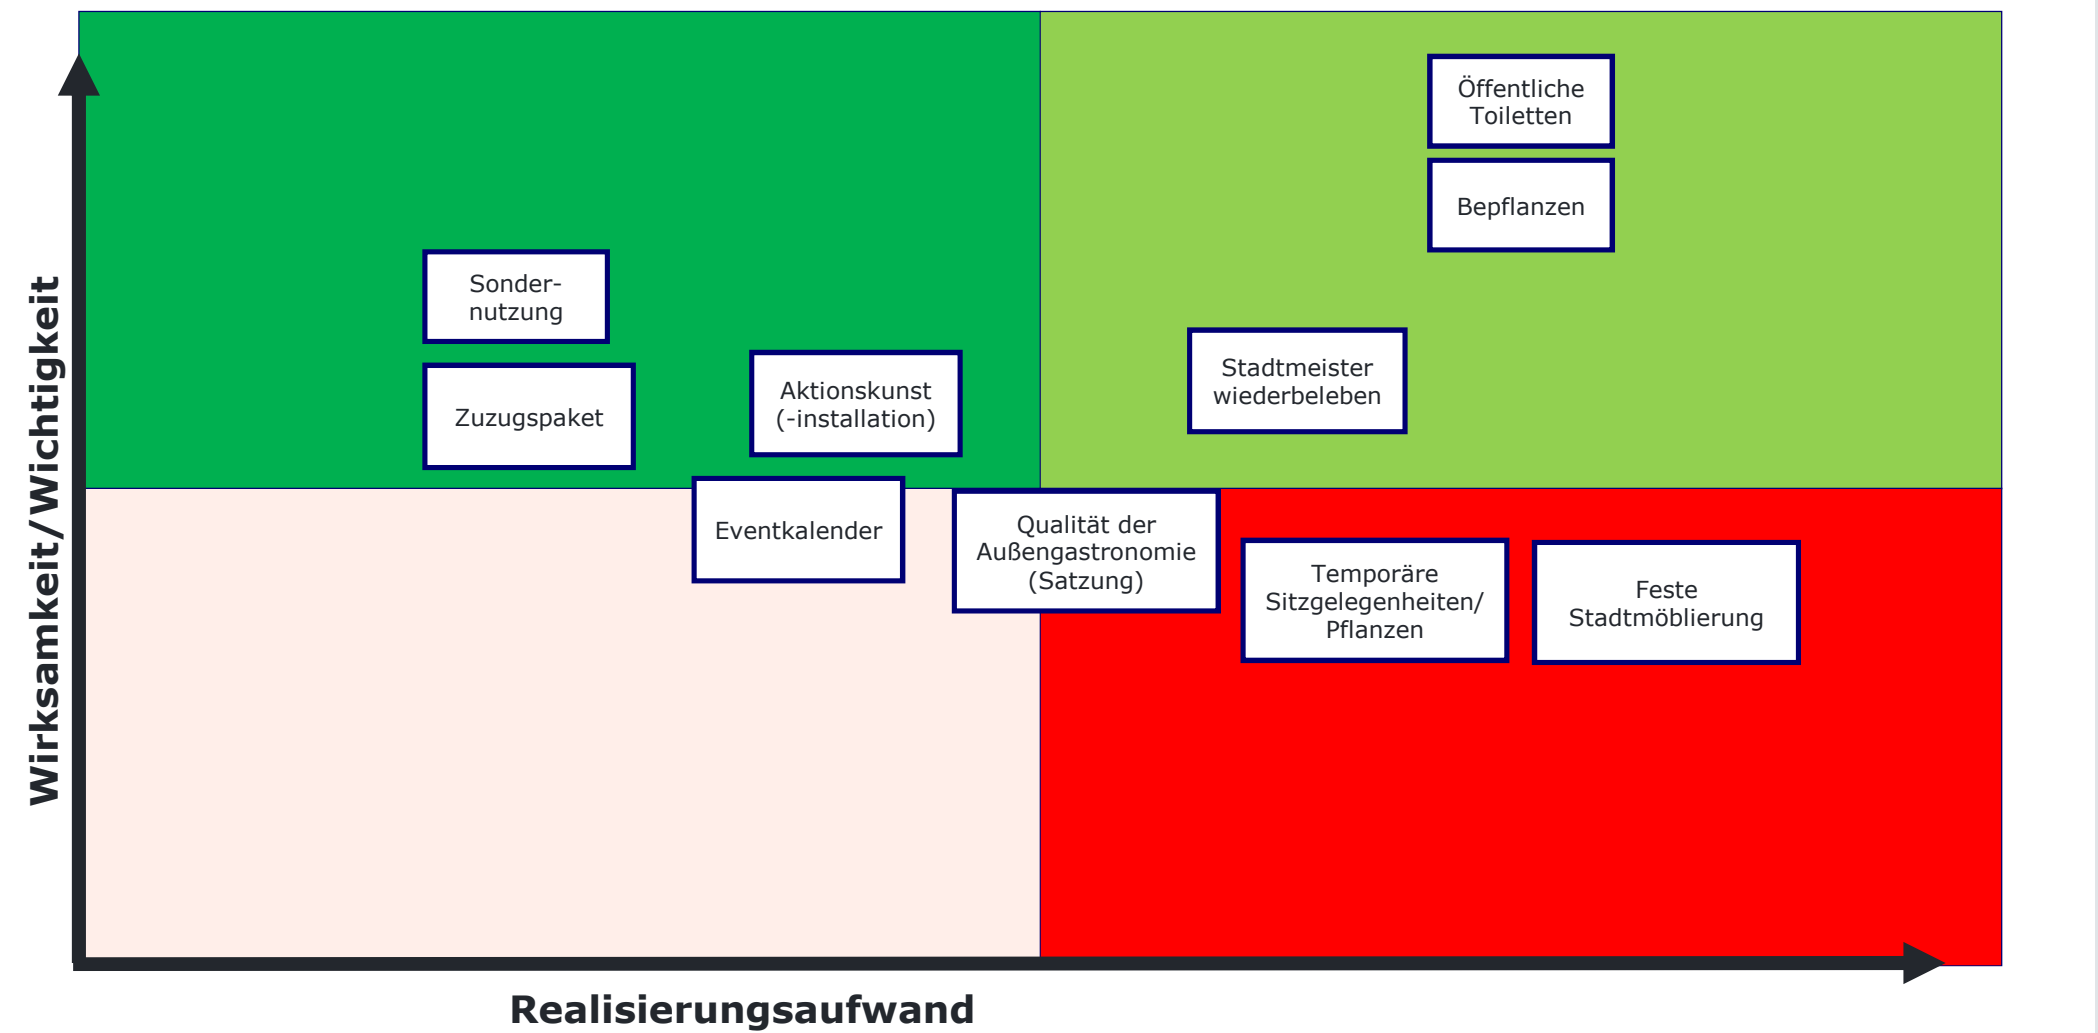 Öffentliche
Toiletten
Bepflanzen
Sonder-
nutzung
Stadtmeister
wiederbeleben
Aktionskunst
(-installation)
Zuzugspaket
Eventkalender
Qualität der
Außengastronomie
(Satzung)
Temporäre
Sitzgelegenheiten/
Pflanzen
Feste
Stadtmöblierung
Wirksamkeit/Wichtigkeit
Realisierungsaufwand